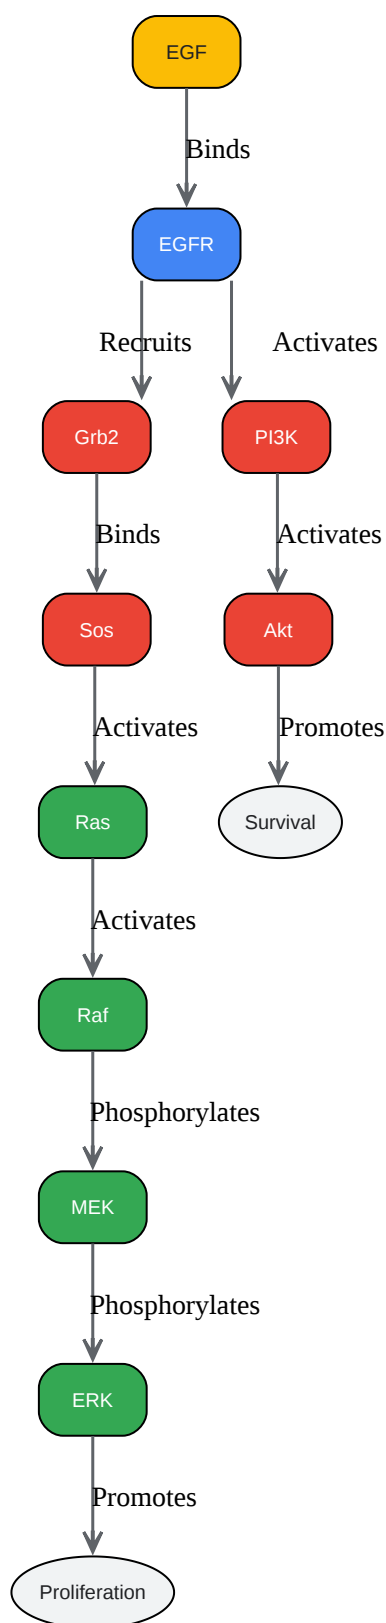 EGF
Binds
EGFR
Recruits
Activates
Grb2
PI3K
Binds
Activates
Sos
Akt
Activates
Promotes
Ras
Survival
Activates
Raf
Phosphorylates
MEK
Phosphorylates
ERK
Promotes
Proliferation